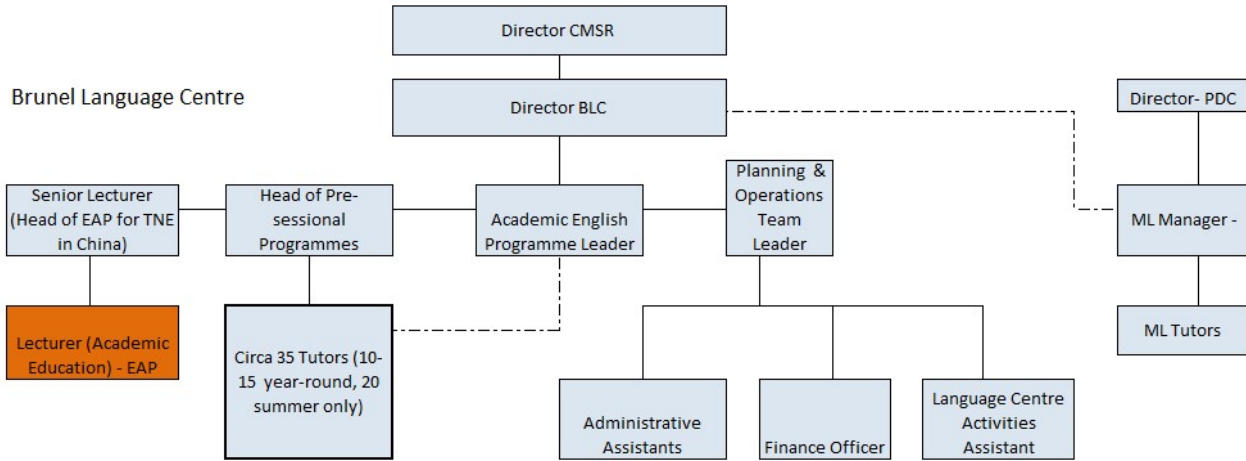 Director CMSR
Brunel Language Centre
Director BLC
Director- PDC
Senior Lecturer
(Head of EAP for TNE
in China)
Head of Pre-
sessional
Programmes
Academic English
Programme Leader
Planning &
Operations
Team
Leader
ML Manager -
Lecturer (Academic
Education) - EAP
Circa 35 Tutors (10-
15 year-round, 20
summer only)
ML Tutors
Administrative
Assistants
Finance Officer
Language Centre
Activities
Assistant